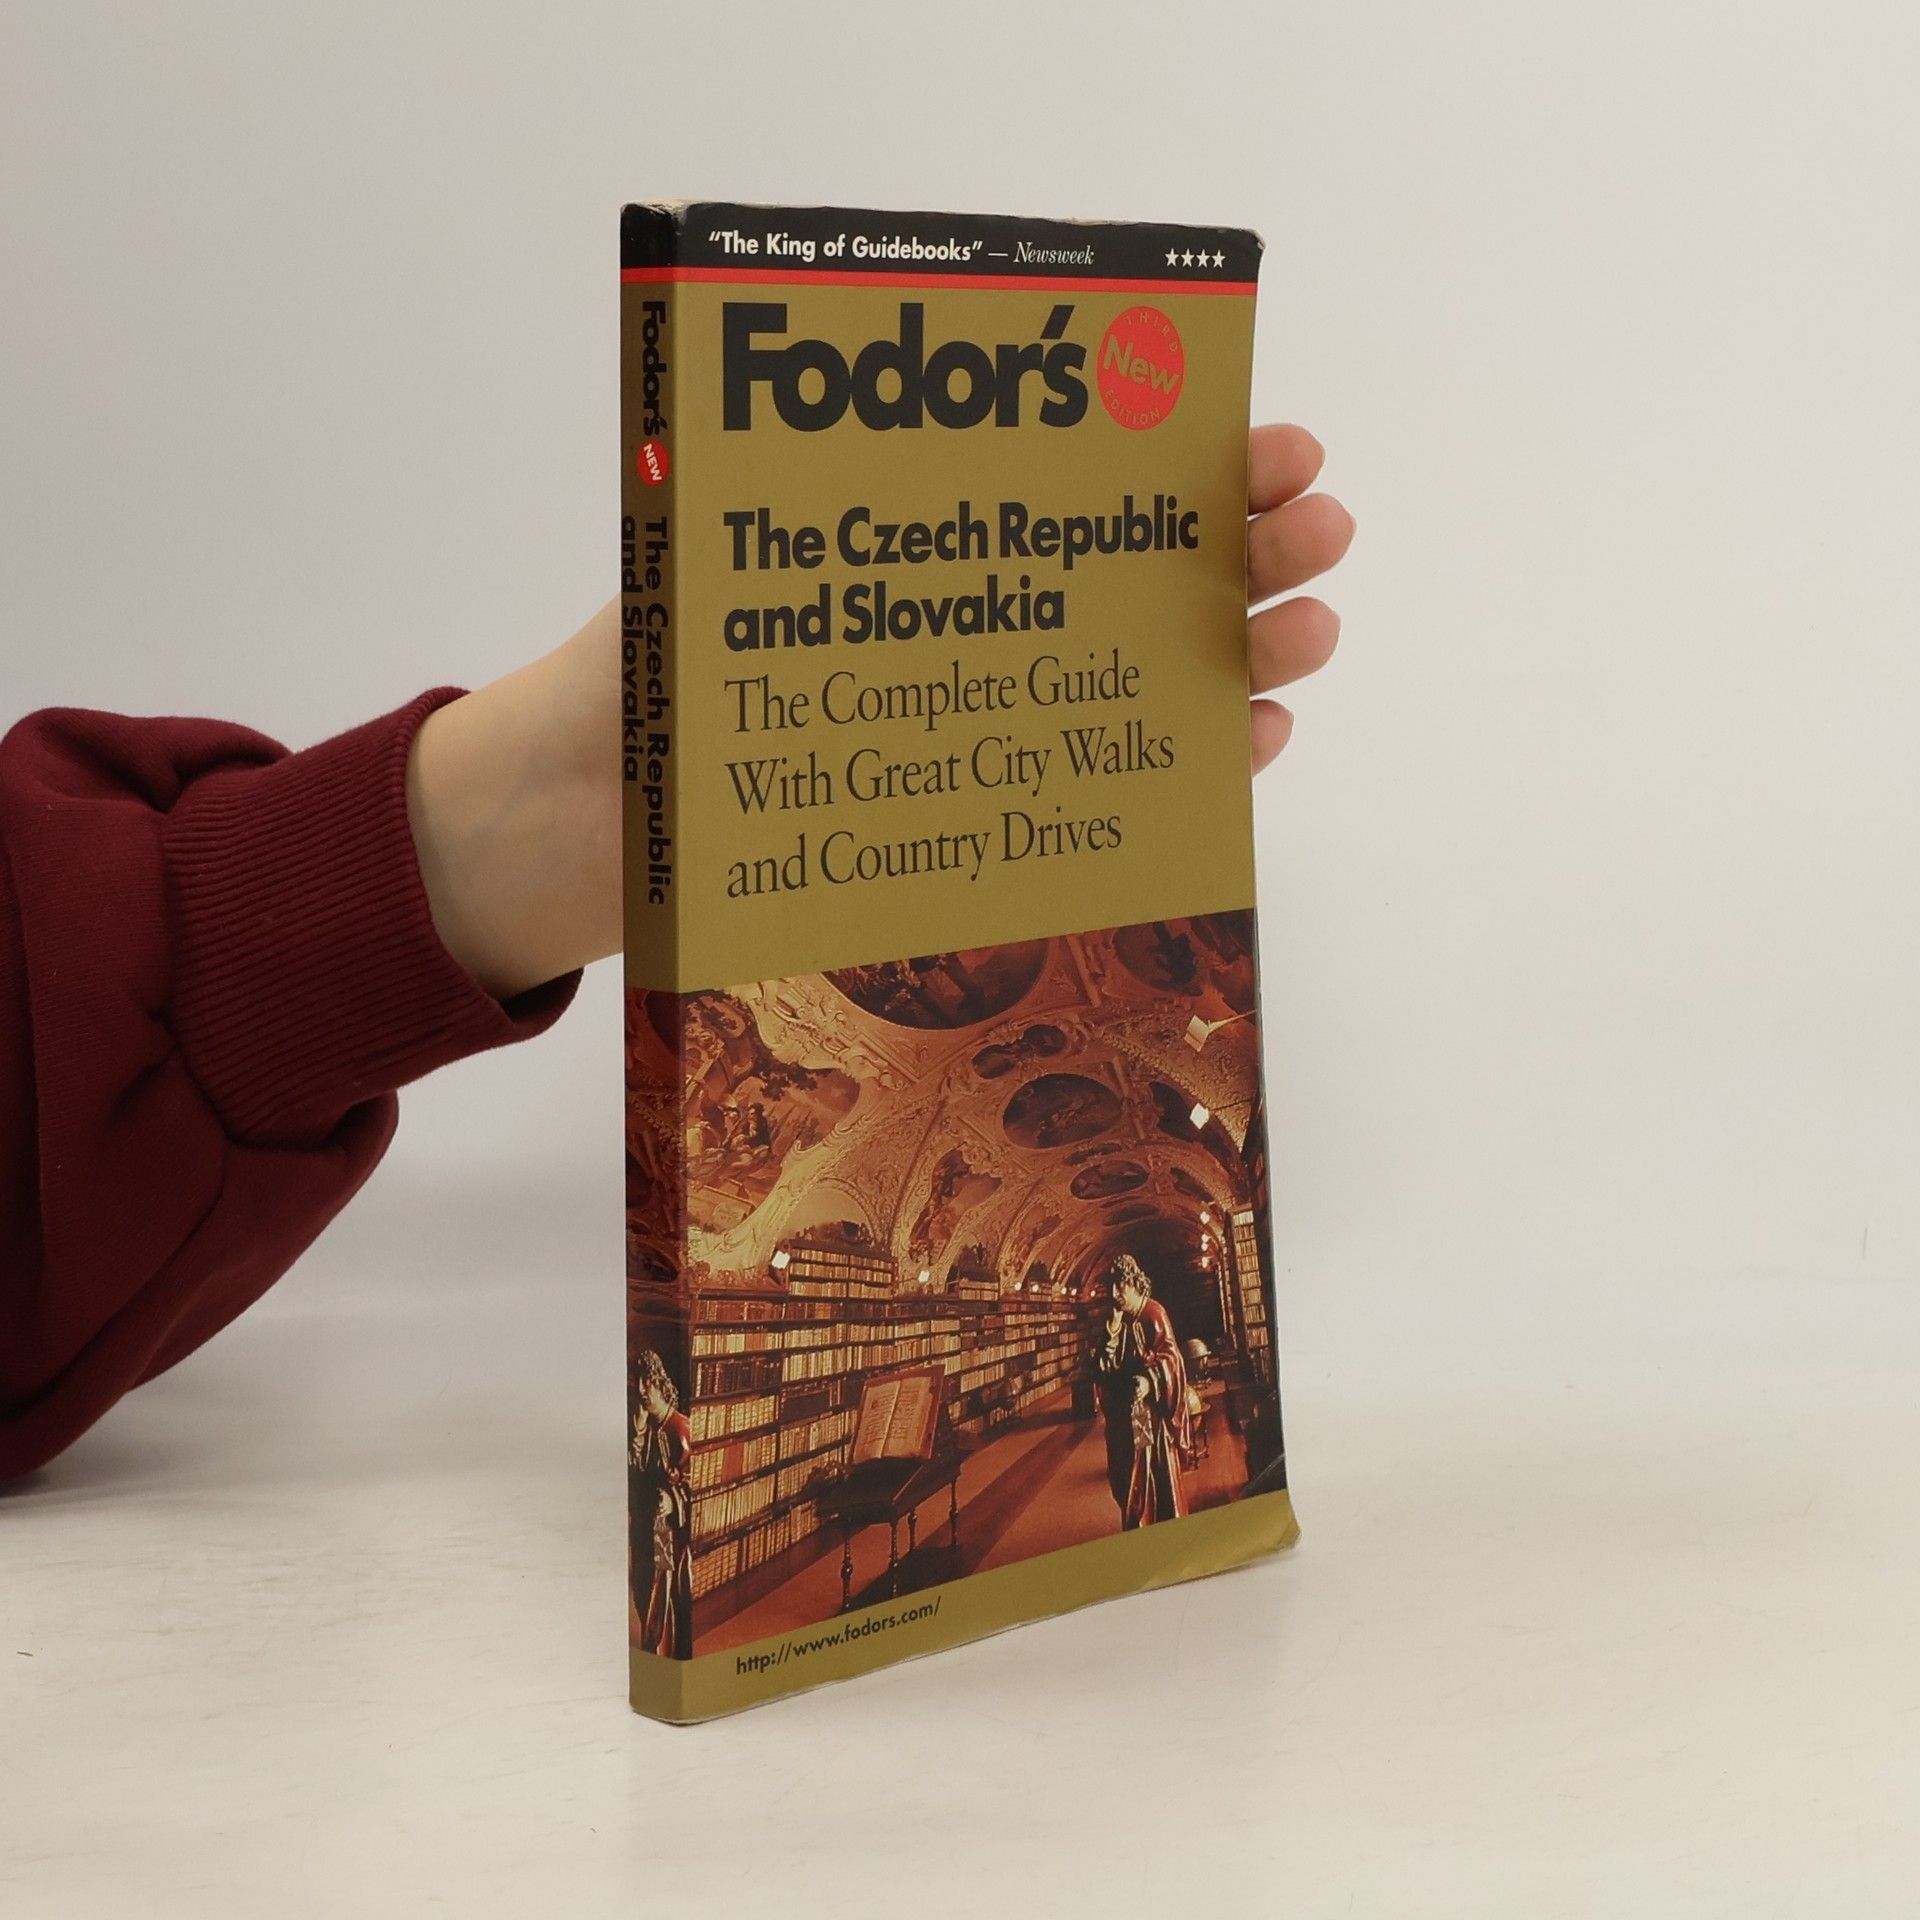 "The King of Guidebooks" — Newsweek
★★★★
Fodor's
THIRD
New
EDITION
The Czech Republic
and Slovakia
The Complete Guide
With Great City Walks
and Country Drives
http://www.fodors.com/
Fodor's
NEW
The Czech Republic
and Slovakia